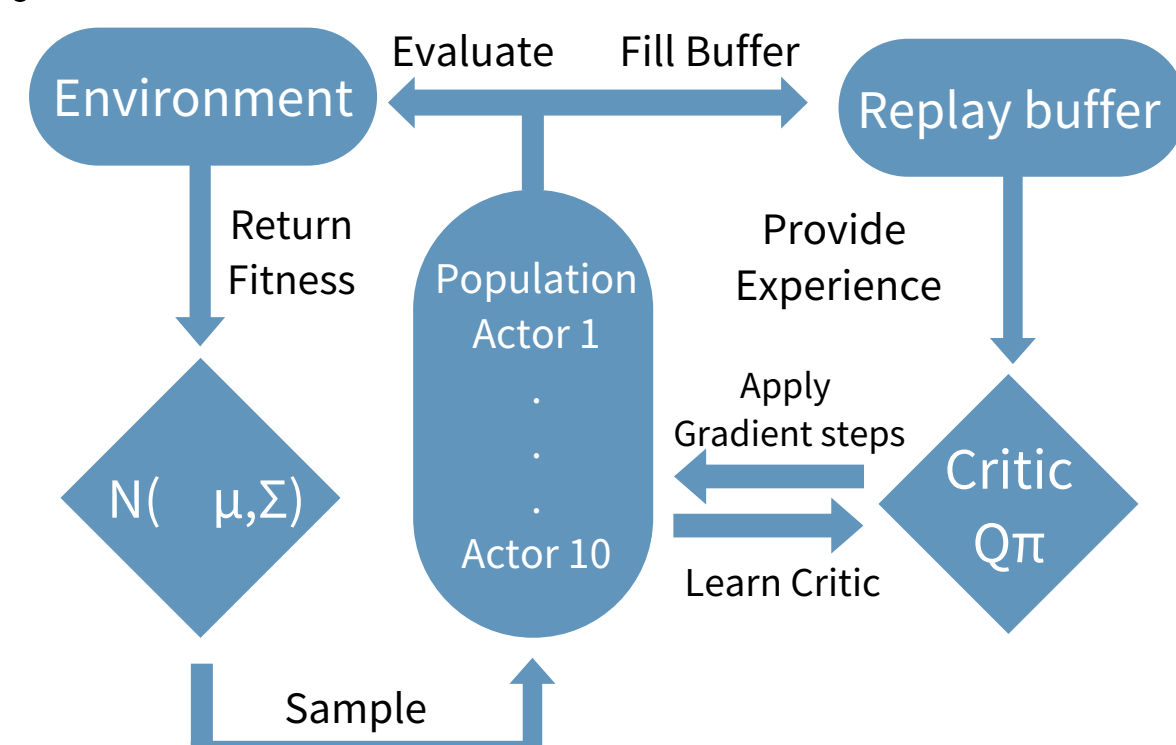 Evaluate
Fill Buffer
Environment
Replay buffer
Return
Fitness
Provide
Experience
Population
Actor 1
.
.
.
Actor 10
Apply
Gradient steps
Learn Critic
N( μ,Σ)
Critic
Qπ
Sample